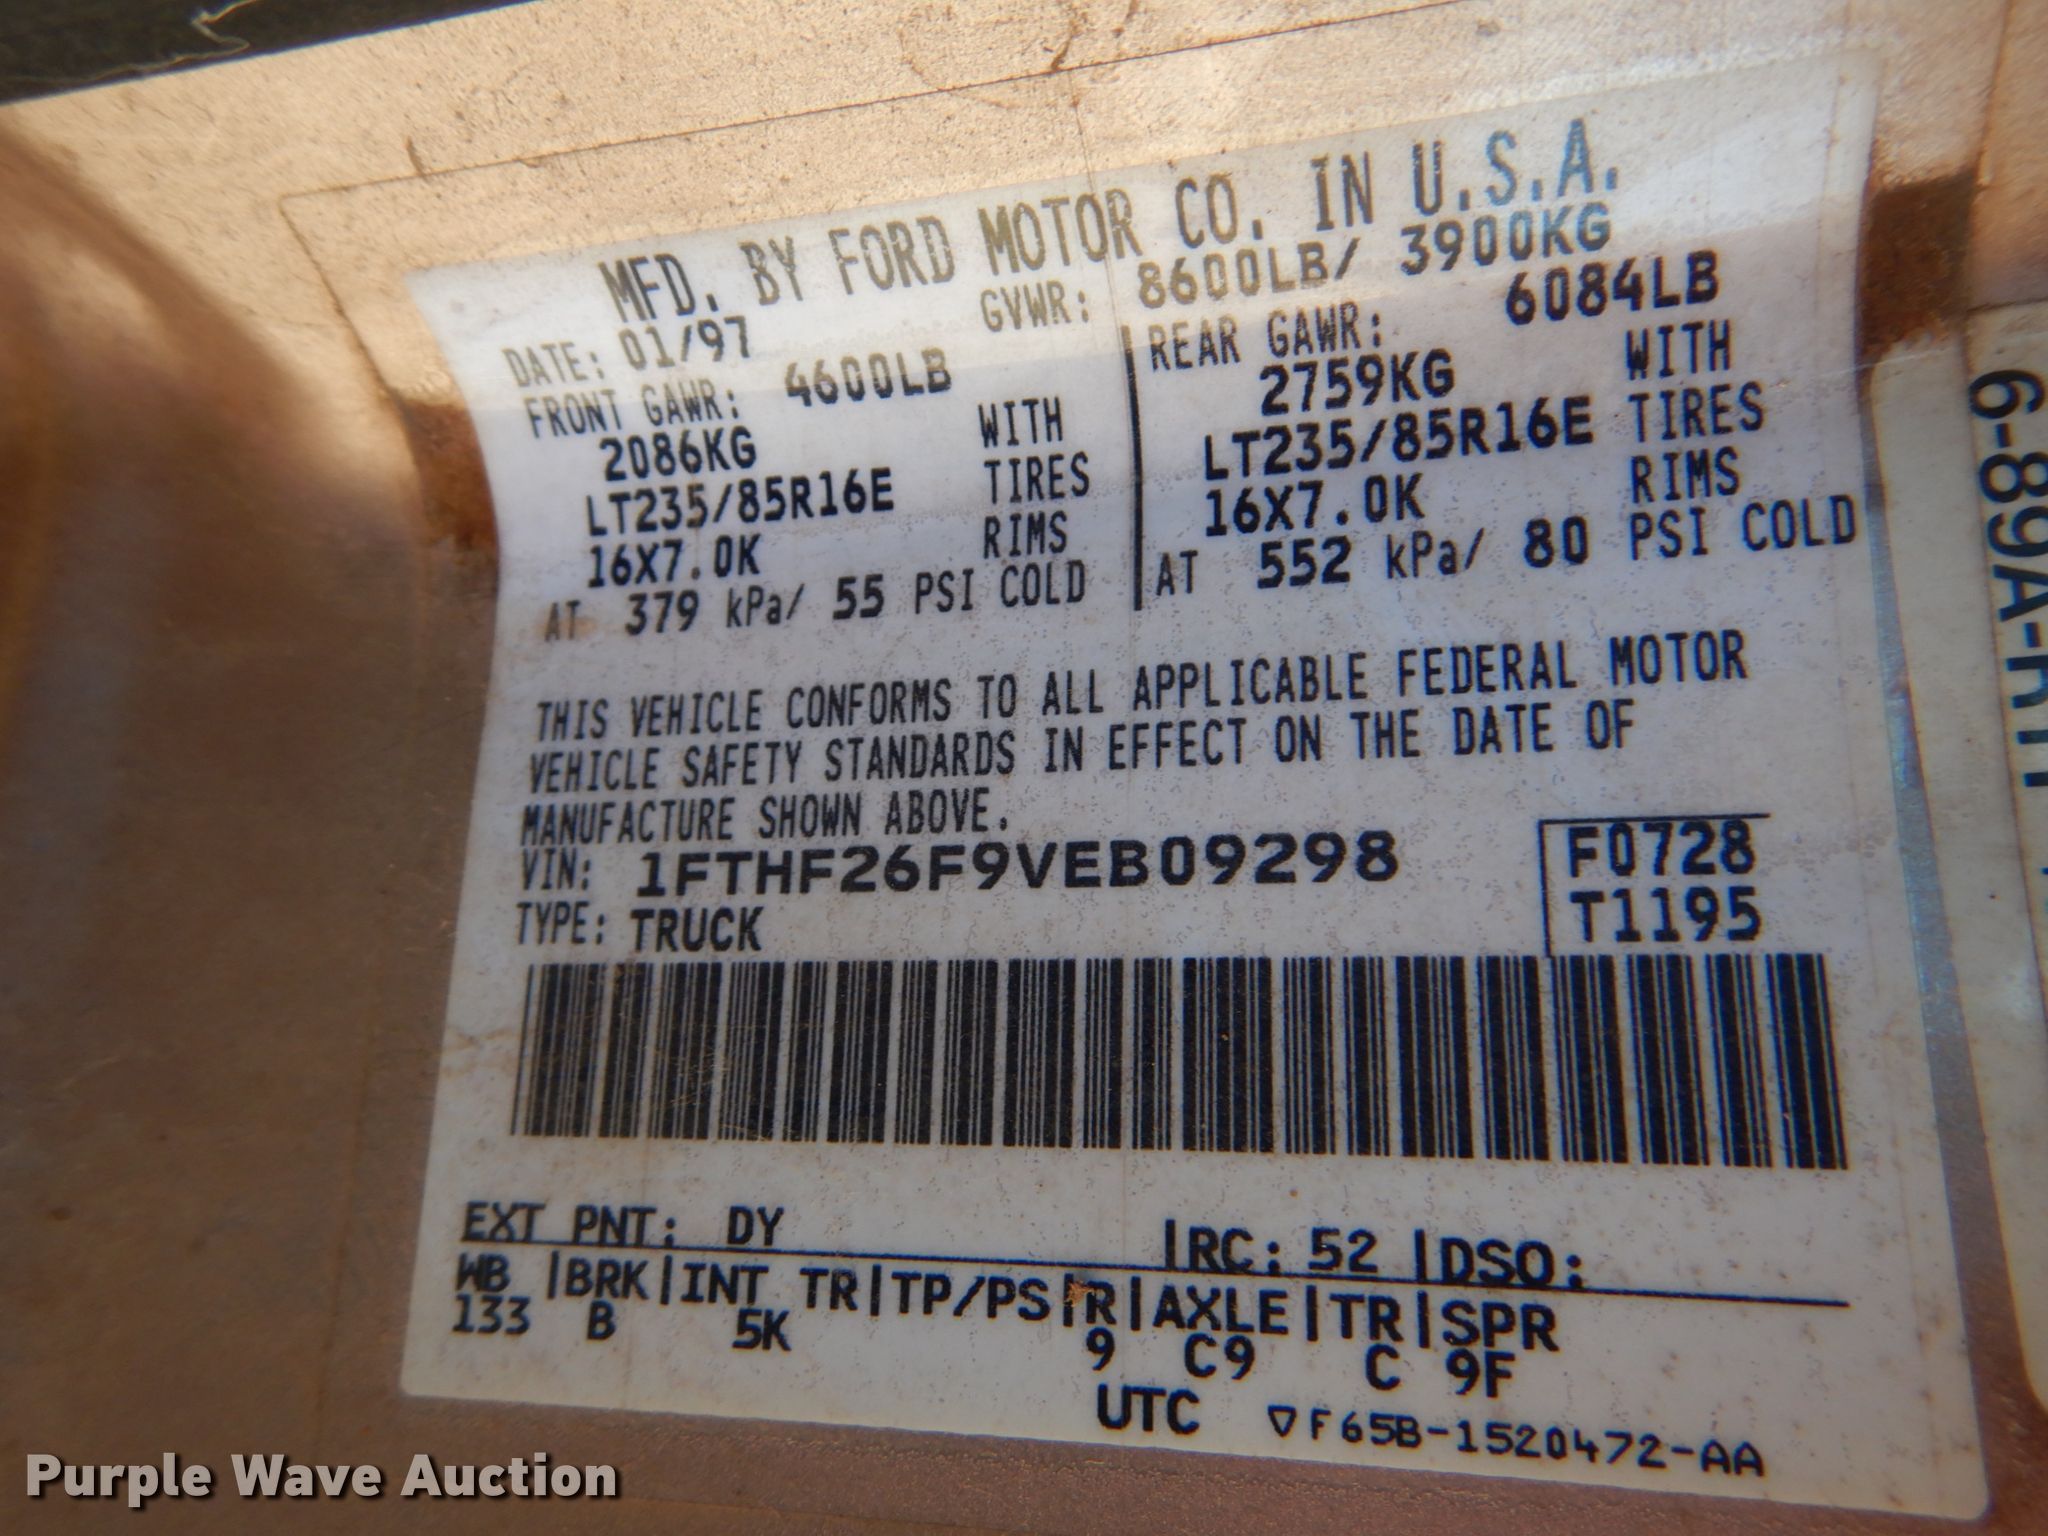 MFD. BY FORD MOTOR CO. IN U.S.A.
DATE: 01/97 GVWR: 8600LB/ 3900KG
FRONT GAWR: 4600LB
2086KG WITH
LT235/85R16E TIRES
16X7.0K RIMS
AT 379 kPa/ 55 PSI COLD
REAR GAWR: 6084LB
2759KG WITH
LT235/85R16E TIRES
16X7.0K RIMS
AT 552 kPa/ 80 PSI COLD
THIS VEHICLE CONFORMS TO ALL APPLICABLE FEDERAL MOTOR
VEHICLE SAFETY STANDARDS IN EFFECT ON THE DATE OF
MANUFACTURE SHOWN ABOVE.
VIN: 1FTHF26F9VEB09298
TYPE: TRUCK
F0728
T1195
EXT PNT: DY |RC: 52 |DSO:
WB |BRK|INT TR|TP/PS|R|AXLE|TR|SPR
133 B 5K 9 C9 C 9F
UTC ▽F65B-1520472-AA
Purple Wave Auction